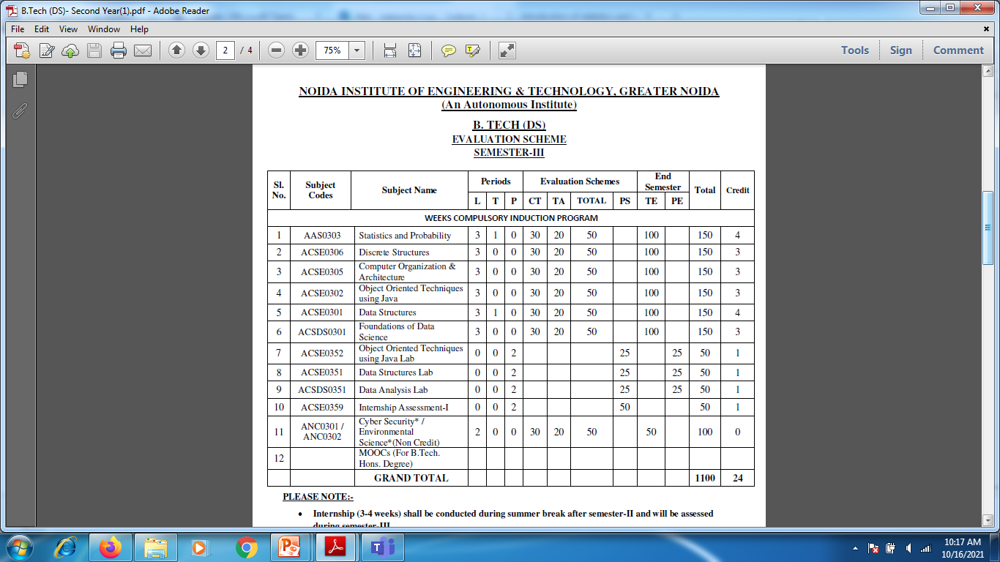 B.Tech (DS)- Second Year(1).pdf - Adobe Reader
File Edit View Window Help
2 / 4 75% Tools Sign Comment
NOIDA INSTITUTE OF ENGINEERING & TECHNOLOGY, GREATER NOIDA
(An Autonomous Institute)
B. TECH (DS)
EVALUATION SCHEME
SEMESTER-III
Sl. No. Subject Codes Subject Name Periods Evaluation Schemes End Semester Total Credit
L T P CT TA TOTAL PS TE PE
WEEKS COMPULSORY INDUCTION PROGRAM
1 AAS0303 Statistics and Probability 3 1 0 30 20 50 100 150 4
2 ACSE0306 Discrete Structures 3 0 0 30 20 50 100 150 3
3 ACSE0305 Computer Organization &
Architecture 3 0 0 30 20 50 100 150 3
4 ACSE0302 Object Oriented Techniques
using Java 3 0 0 30 20 50 100 150 3
5 ACSE0301 Data Structures 3 1 0 30 20 50 100 150 4
6 ACSDS0301 Foundations of Data
Science 3 0 0 30 20 50 100 150 3
7 ACSE0352 Object Oriented Techniques
using Java Lab 0 0 2 25 25 50 1
8 ACSE0351 Data Structures Lab 0 0 2 25 25 50 1
9 ACSDS0351 Data Analysis Lab 0 0 2 25 25 50 1
10 ACSE0359 Internship Assessment-I 0 0 2 50 50 1
11 ANC0301 / ANC0302 Cyber Security* /
Environmental
Science*(Non Credit) 2 0 0 30 20 50 50 100 0
12 MOOCs (For B.Tech.
Hons. Degree)
GRAND TOTAL 1100 24
PLEASE NOTE:-
• Internship (3-4 weeks) shall be conducted during summer break after semester-II and will be assessed
during semester-III
10:17 AM
10/16/2021